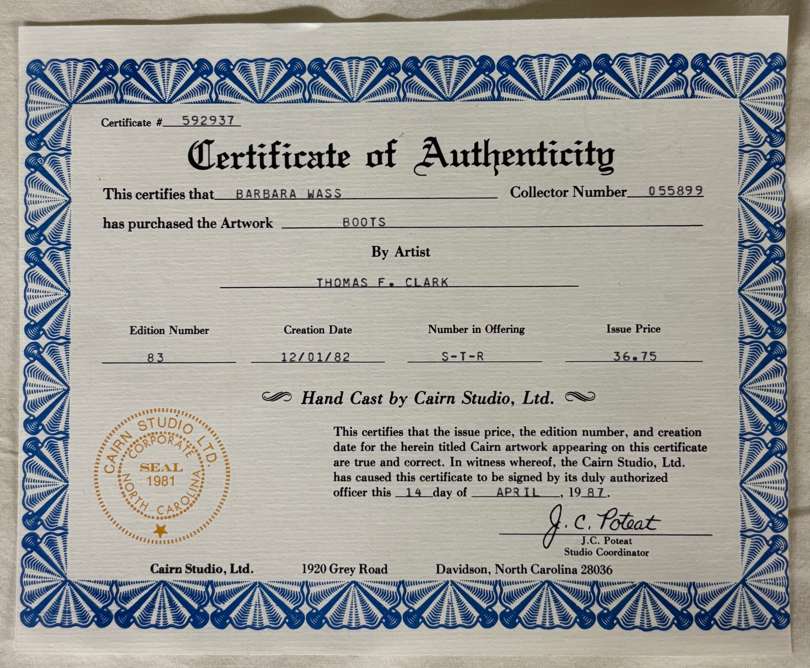 Certificate # 592937
Certificate of Authenticity
This certifies that BARBARA WASS Collector Number 055899
has purchased the Artwork BOOTS
By Artist
THOMAS F. CLARK
Edition Number Creation Date Number in Offering Issue Price
83 12/01/82 S-T-R 36.75
Hand Cast by Cairn Studio, Ltd.
This certifies that the issue price, the edition number, and creation
date for the herein titled Cairn artwork appearing on this certificate
are true and correct. In witness whereof, the Cairn Studio, Ltd.
has caused this certificate to be signed by its duly authorized
officer this 14 day of APRIL, 1987.
CAIRN STUDIO LTD.
CORPORATE
SEAL
1981
NORTH CAROLINA
J. C. Poteat
J.C. Poteat
Studio Coordinator
Cairn Studio, Ltd. 1920 Grey Road Davidson, North Carolina 28036